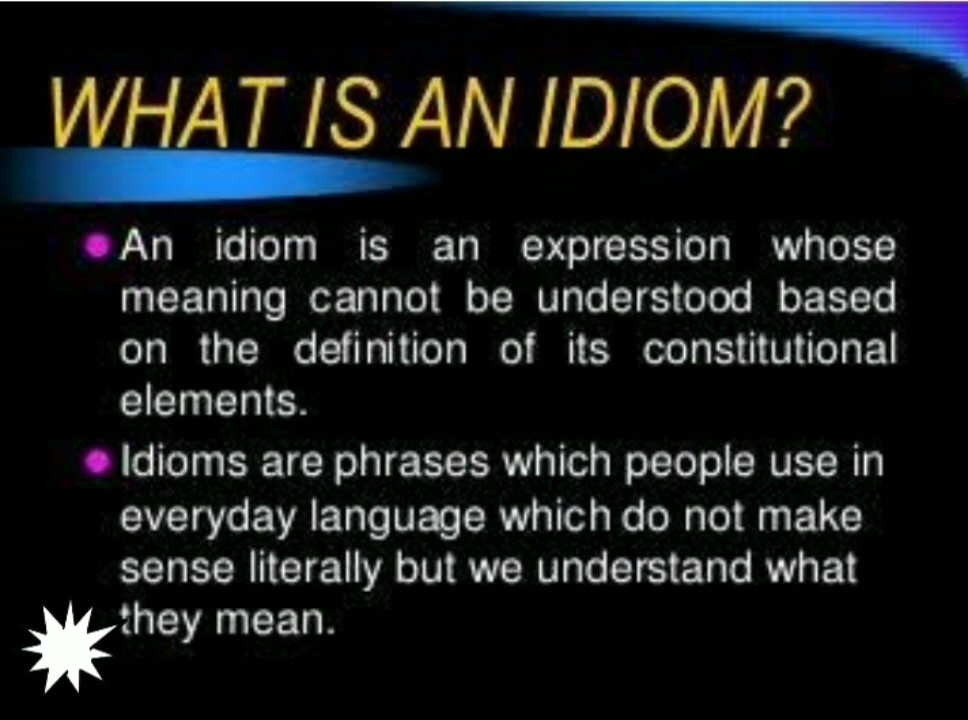 WHAT IS AN IDIOM?
An idiom is an expression whose
meaning cannot be understood based
on the definition of its constitutional
elements.
Idioms are phrases which people use in
everyday language which do not make
sense literally but we understand what
they mean.